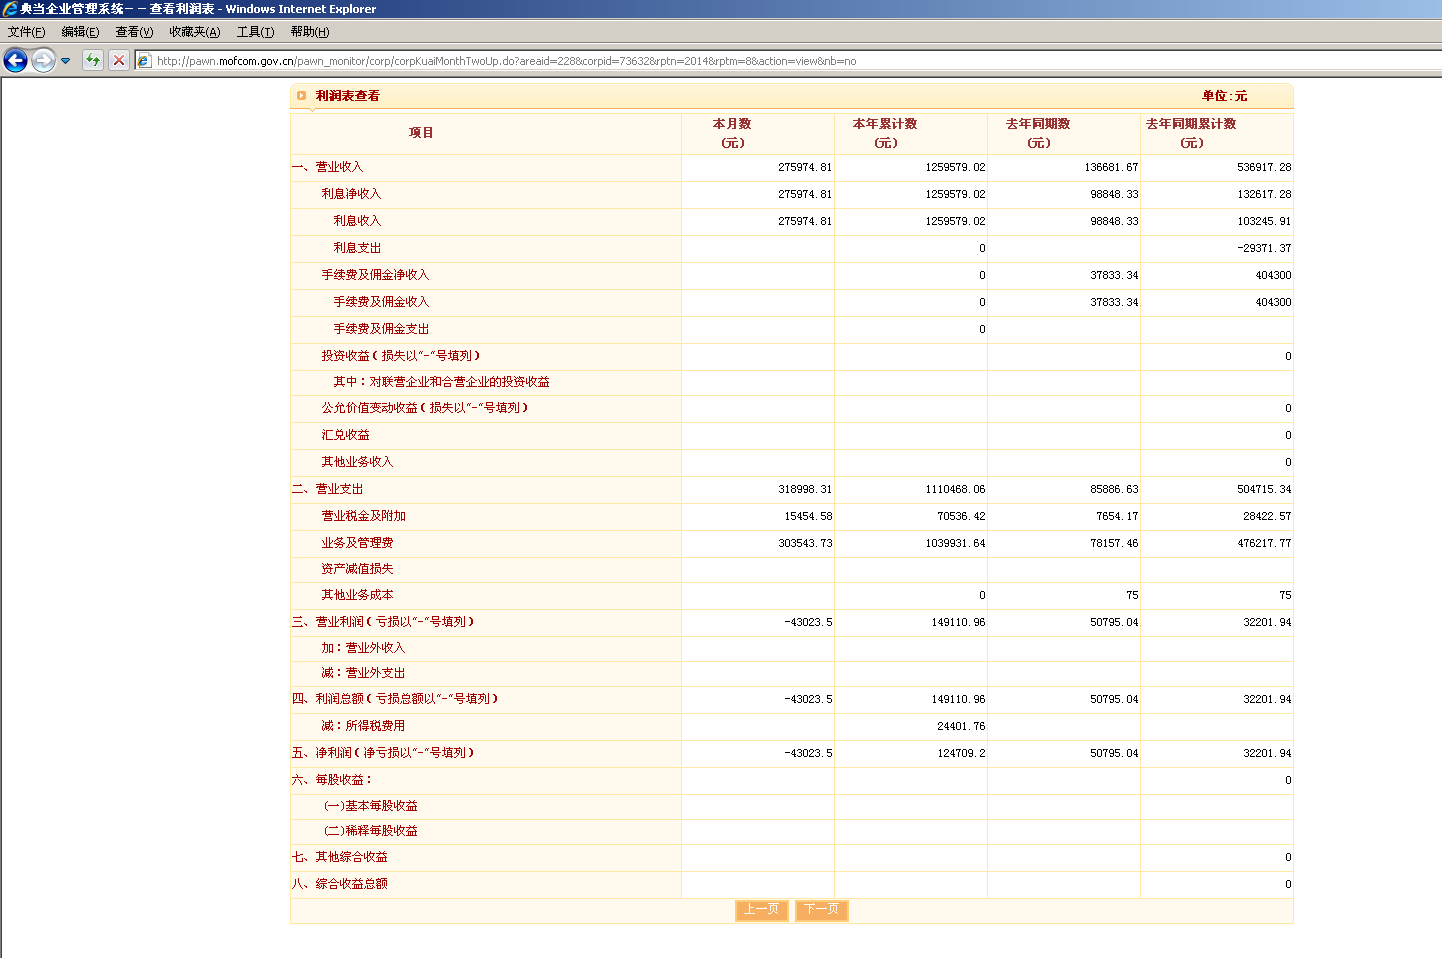 典当企业管理系统－－查看利润表 - Windows Internet Explorer
文件(F) 编辑(E) 查看(V) 收藏夹(A) 工具(T) 帮助(H)
http://pawn.mofcom.gov.cn/pawn_monitor/corp/corpKuaiMonthTwoUp.do?areaid=228&corpid=73632&rptn=2014&rptm=8&action=view&nb=no
利润表查看 单位:元
项目 本月数(元) 本年累计数(元) 去年同期数(元) 去年同期累计数(元)
一、营业收入 275974.81 1259579.02 136681.67 536917.28
利息净收入 275974.81 1259579.02 98848.33 132617.28
利息收入 275974.81 1259579.02 98848.33 103245.91
利息支出 0 -29371.37
手续费及佣金净收入 0 37833.34 404300
手续费及佣金收入 0 37833.34 404300
手续费及佣金支出 0
投资收益(损失以"-"号填列) 0
其中：对联营企业和合营企业的投资收益
公允价值变动收益(损失以"-"号填列) 0
汇兑收益 0
其他业务收入 0
二、营业支出 318998.31 1110468.06 85886.63 504715.34
营业税金及附加 15454.58 70536.42 7654.17 28422.57
业务及管理费 303543.73 1039931.64 78157.46 476217.77
资产减值损失
其他业务成本 0 75 75
三、营业利润(亏损以"-"号填列) -43023.5 149110.96 50795.04 32201.94
加：营业外收入
减：营业外支出
四、利润总额(亏损总额以"-"号填列) -43023.5 149110.96 50795.04 32201.94
减：所得税费用 24401.76
五、净利润(净亏损以"-"号填列) -43023.5 124709.2 50795.04 32201.94
六、每股收益： 0
(一)基本每股收益
(二)稀释每股收益
七、其他综合收益 0
八、综合收益总额 0
上一页 下一页